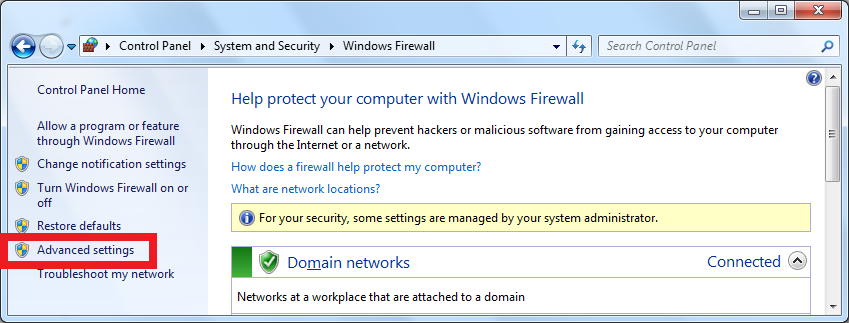 Control Panel
System and Security
Windows Firewall
Search Control Panel
Control Panel Home
Allow a program or feature
through Windows Firewall
Change notification settings
Turn Windows Firewall on or
off
Restore defaults
Advanced settings
Troubleshoot my network
Help protect your computer with Windows Firewall
Windows Firewall can help prevent hackers or malicious software from gaining access to your computer
through the Internet or a network.
How does a firewall help protect my computer?
What are network locations?
For your security, some settings are managed by your system administrator.
Domain networks
Connected
Networks at a workplace that are attached to a domain